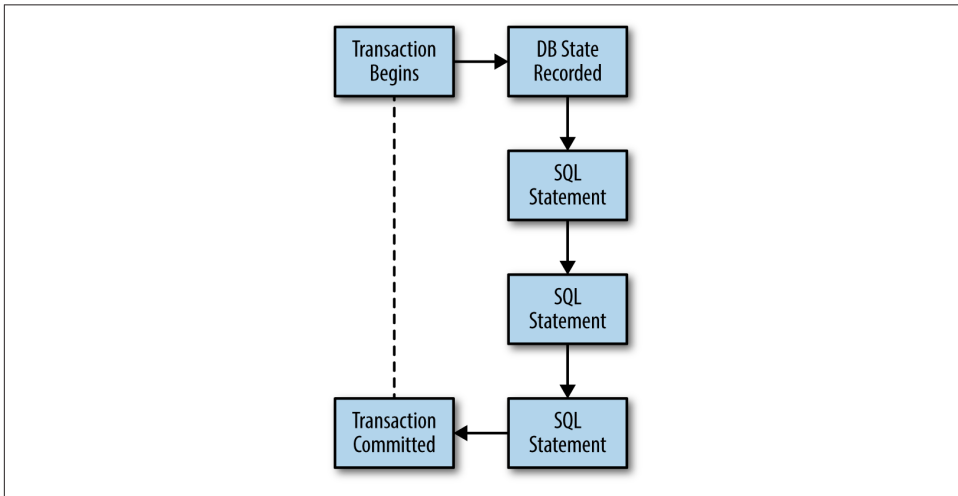 Transaction
Begins
DB State
Recorded
SQL
Statement
SQL
Statement
Transaction
Committed
SQL
Statement